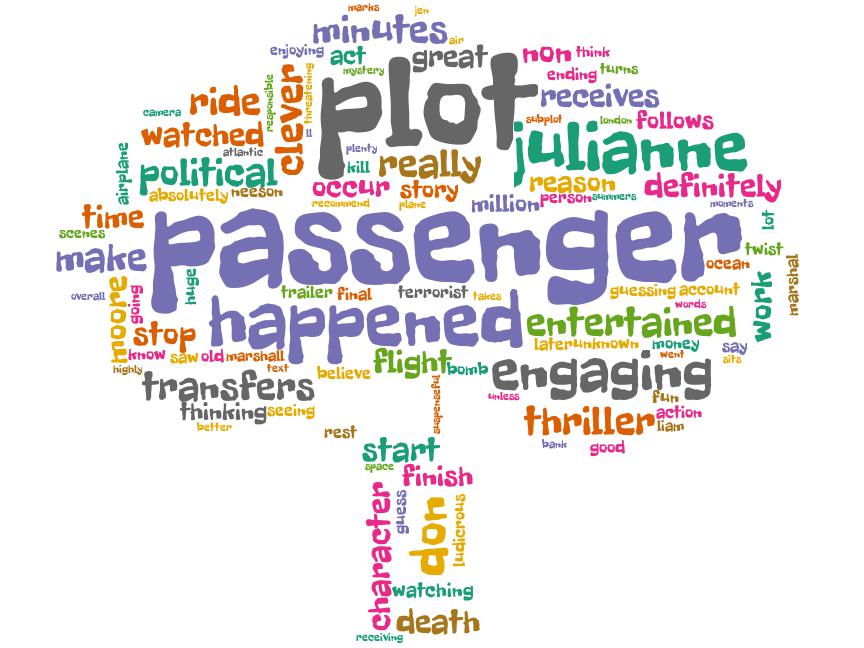 marks
jen
minutes
air
enjoying
act
great
non
think
mystery
ending
turns
clever
responsible
threatening
plot
receives
camera
ride
ll
subplot
london
follows
watched
atlantic
plenty
julianne
airplane
political
kill
really
absolutely
neeson
occur
story
reason
definitely
recommend
plane
million
person
summers
moments
time
scenes
passenger
lot
twist
make
ocean
marshal
overall
huge
going
moore
trailer
final
terrorist
takes
guessing
account
words
work
stop
happened
entertained
know
saw
old
marshall
later
unknown
money
say
went
sits
highly
text
believe
flight
bomb
engaging
transfers
suspenseful
unless
fun
thinking
seeing
thriller
action
liam
better
rest
bank
good
start
space
finish
character
guess
don
ludicrous
watching
death
receiving